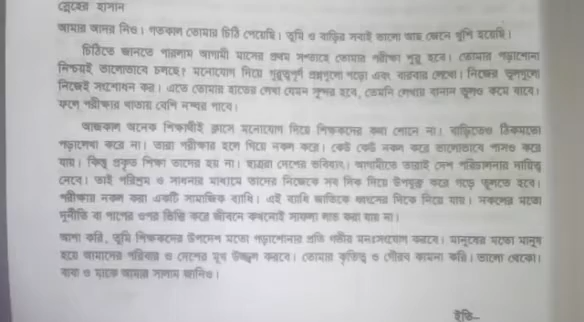 স্নেহের হাসান
আমার আদর নিও। গতকাল তোমার চিঠি পেয়েছি। তুমি ও বাড়ির সবাই ভালো আছ জেনে খুশি হয়েছি।
চিঠিতে জানতে পারলাম আগামী মাসের প্রথম সপ্তাহে তোমার পরীক্ষা শুরু হবে। তোমার পড়াশোনা
নিশ্চয়ই ভালোভাবে চলছে? মনোযোগ দিয়ে গুরুত্বপূর্ণ প্রশ্নগুলো পড়ো এবং বারবার লেখো। নিজের ভুলগুলো
নিজেই সংশোধন কর। এতে তোমার হাতের লেখা যেমন সুন্দর হবে, তেমনি লেখায় বানান ভুলও কমে যাবে।
ফলে পরীক্ষার খাতায় বেশি নম্বর পাবে।
আজকাল অনেক শিক্ষার্থীই ক্লাসে মনোযোগ দিয়ে শিক্ষকদের কথা শোনে না। বাড়িতেও ঠিকমতো
পড়ালেখা করে না। তারা পরীক্ষার হলে গিয়ে নকল করে। কেউ কেউ নকল করে ভালোভাবে পাসও করে
যায়। কিন্তু প্রকৃত শিক্ষা তাদের হয় না। ছাত্ররা দেশের ভবিষ্যৎ। আগামীতে তারাই দেশ পরিচালনার দায়িত্ব
নেবে। তাই পরিশ্রম ও সাধনার মাধ্যমে তাদের নিজেকে সব দিক দিয়ে উপযুক্ত করে গড়ে তুলতে হবে।
পরীক্ষায় নকল করা একটি সামাজিক ব্যাধি। এই ব্যাধি জাতিকে ধ্বংসের দিকে নিয়ে যায়। নকলের মতো
দুর্নীতি বা পাপের ওপর ভিত্তি করে জীবনে কখনোই সাফল্য লাভ করা যায় না।
আশা করি, তুমি শিক্ষকদের উপদেশ মতো পড়াশোনার প্রতি গভীর মনঃসংযোগ করবে। মানুষের মতো মানুষ
হয়ে আমাদের পরিবার ও দেশের মুখ উজ্জ্বল করবে। তোমার কৃতিত্ব ও গৌরব কামনা করি। ভালো থেকো।
বাবা ও মাকে আমার সালাম জানিও।
ইতি—